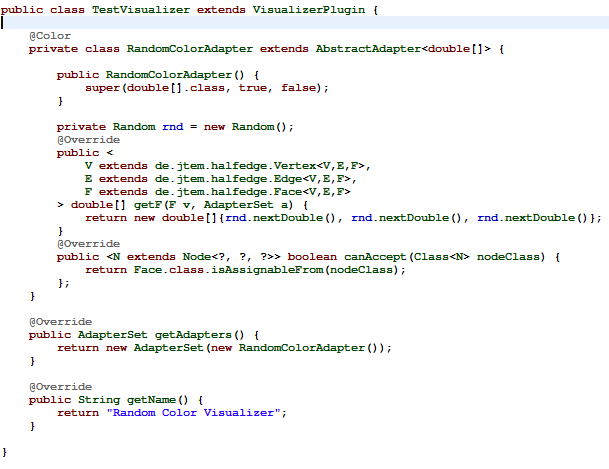 public class TestVisualizer extends VisualizerPlugin {
@Color
private class RandomColorAdapter extends AbstractAdapter<double[]> {
public RandomColorAdapter() {
super(double[].class, true, false);
}
private Random rnd = new Random();
@Override
public <
V extends de.jtem.halfedge.Vertex<V,E,F>,
E extends de.jtem.halfedge.Edge<V,E,F>,
F extends de.jtem.halfedge.Face<V,E,F>
> double[] getF(F v, AdapterSet a) {
return new double[]{rnd.nextDouble(), rnd.nextDouble(), rnd.nextDouble()};
}
@Override
public <N extends Node<?, ?, ?>> boolean canAccept(Class<N> nodeClass) {
return Face.class.isAssignableFrom(nodeClass);
};
}
@Override
public AdapterSet getAdapters() {
return new AdapterSet(new RandomColorAdapter());
}
@Override
public String getName() {
return "Random Color Visualizer";
}
}